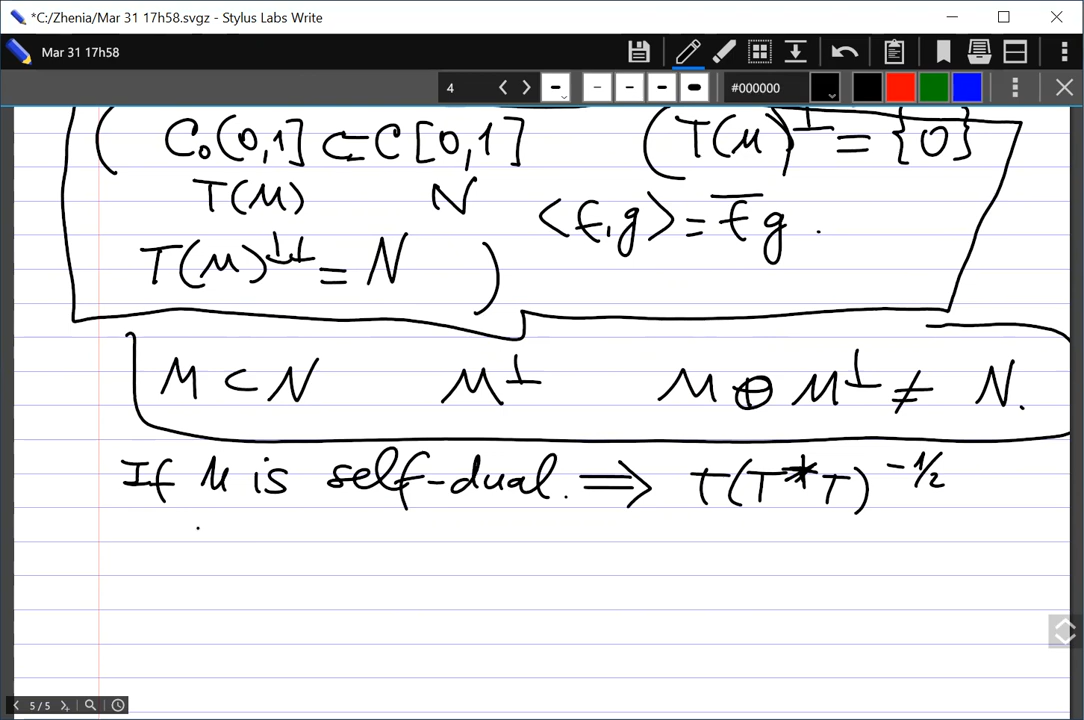 *C:/Zhenia/Mar 31 17h58.svgz - Stylus Labs Write
Mar 31 17h58
4
#000000
( C₀(0,1] ⊂ C[0,1] (T(M)^⊥ = {0}
T(M) N
<f,g> = f̅g.
T(M)^⊥⊥ = N )
M ⊂ N M^⊥ M ⊕ M^⊥ ≠ N.
If M is self-dual. ⟹ T(T*T)^-1/2
5/5